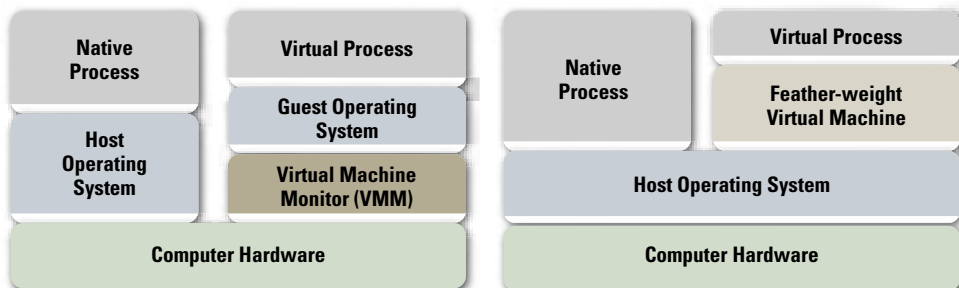 Native
Process
Host
Operating
System
Virtual Process
Guest Operating
System
Virtual Machine
Monitor (VMM)
Computer Hardware
Native
Process
Virtual Process
Feather-weight
Virtual Machine
Host Operating System
Computer Hardware